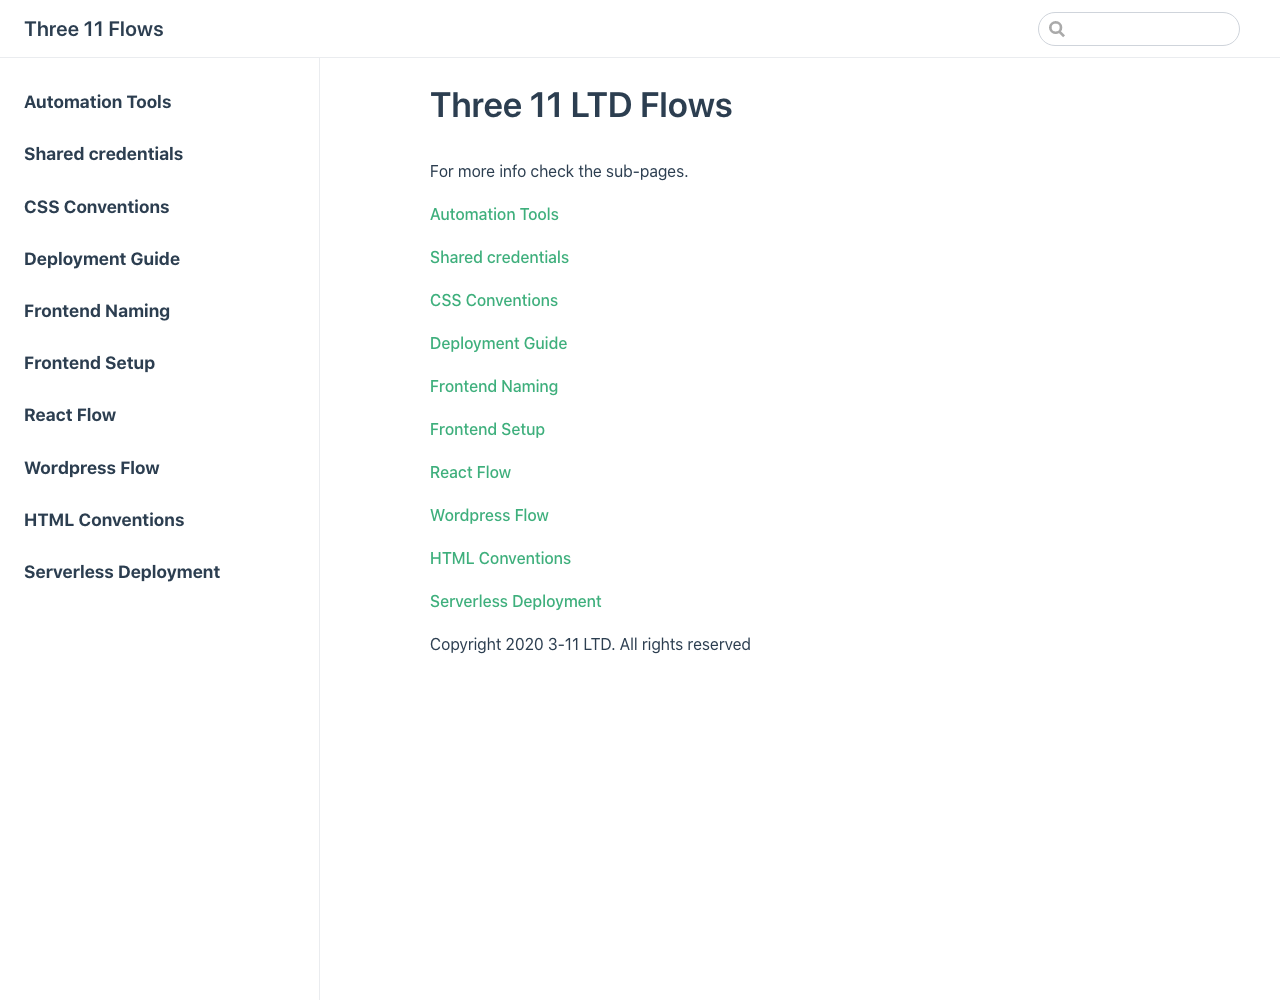 Three 11 Flows
Automation Tools
Shared credentials
CSS Conventions
Deployment Guide
Frontend Naming
Frontend Setup
React Flow
Wordpress Flow
HTML Conventions
Serverless Deployment
Three 11 LTD Flows
For more info check the sub-pages.
Automation Tools
Shared credentials
CSS Conventions
Deployment Guide
Frontend Naming
Frontend Setup
React Flow
Wordpress Flow
HTML Conventions
Serverless Deployment
Copyright 2020 3-11 LTD. All rights reserved